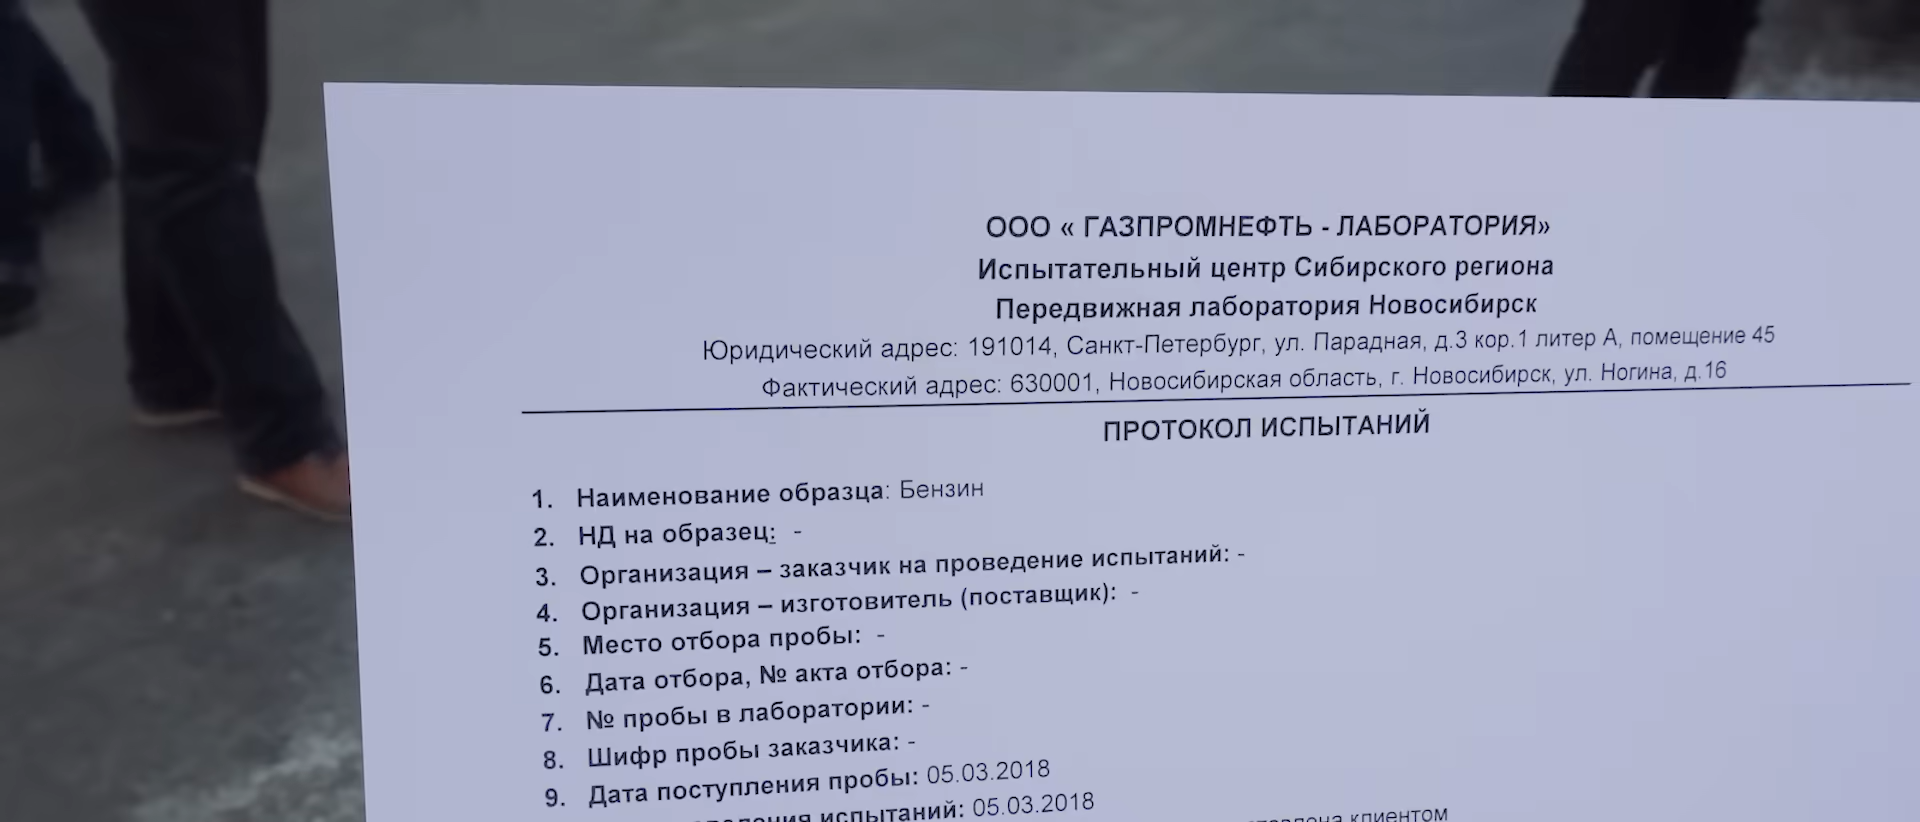 ООО « ГАЗПРОМНЕФТЬ - ЛАБОРАТОРИЯ»
Испытательный центр Сибирского региона
Передвижная лаборатория Новосибирск
Юридический адрес: 191014, Санкт-Петербург, ул. Парадная, д.3 кор.1 литер А, помещение 45
Фактический адрес: 630001, Новосибирская область, г. Новосибирск, ул. Ногина, д.16
ПРОТОКОЛ ИСПЫТАНИЙ
1. Наименование образца: Бензин
2. НД на образец: -
3. Организация – заказчик на проведение испытаний: -
4. Организация – изготовитель (поставщик): -
5. Место отбора пробы: -
6. Дата отбора, № акта отбора: -
7. № пробы в лаборатории: -
8. Шифр пробы заказчика: -
9. Дата поступления пробы: 05.03.2018
испытаний: 05.03.2018
клиентом